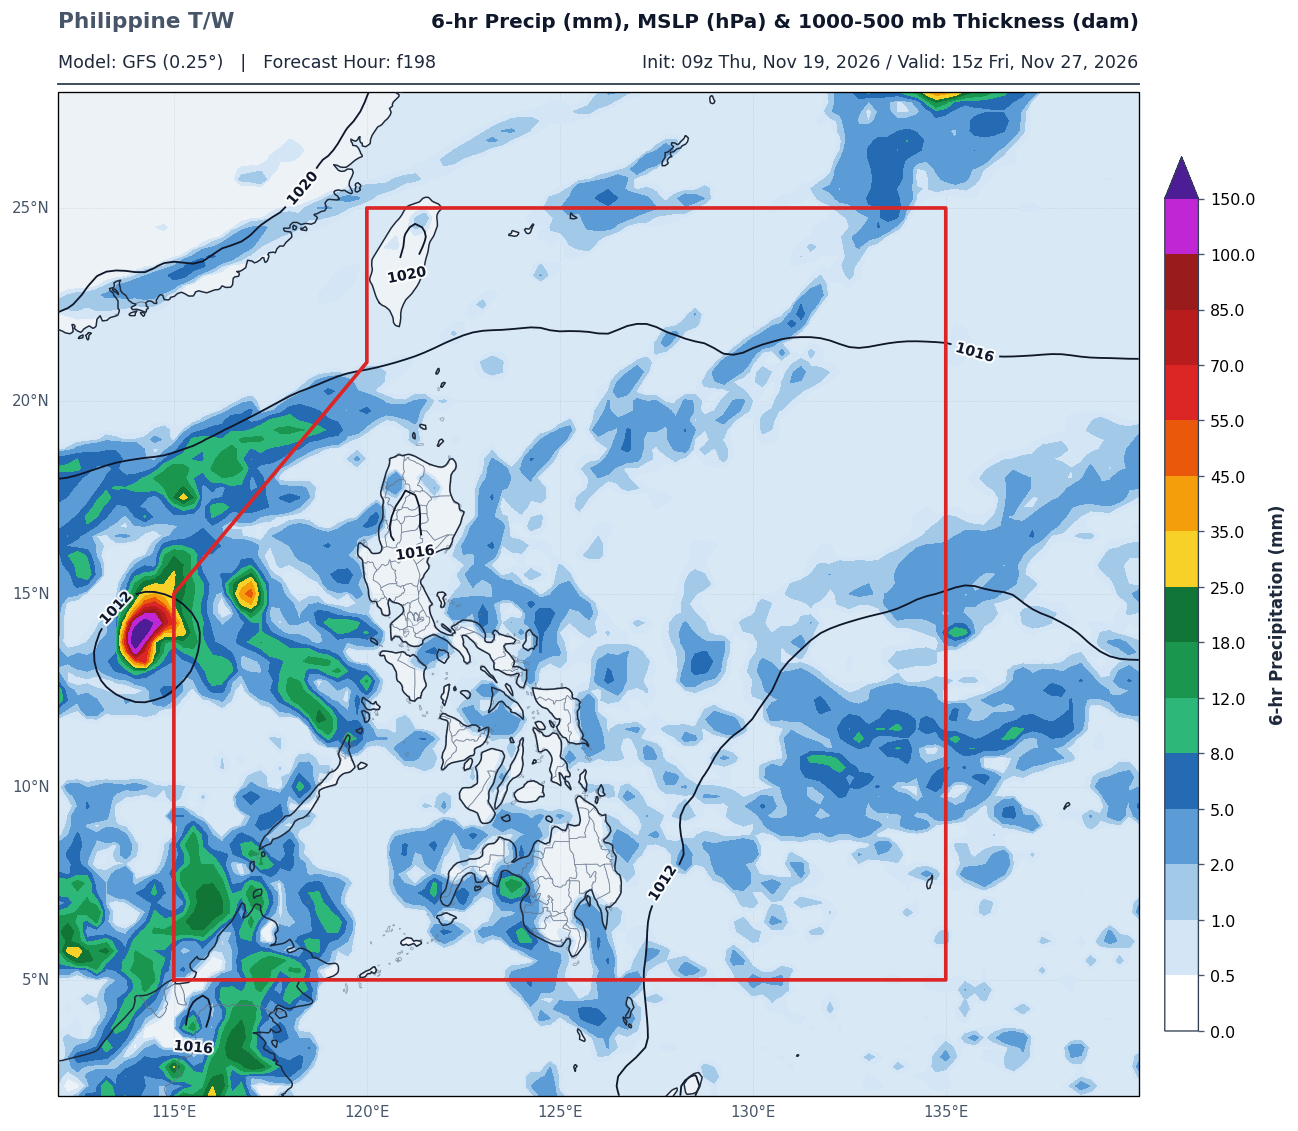 Philippine T/W
6-hr Precip (mm), MSLP (hPa) & 1000-500 mb Thickness (dam)
Model: GFS (0.25°)   |   Forecast Hour: f198
Init: 09z Thu, Nov 19, 2026 / Valid: 15z Fri, Nov 27, 2026
25°N
20°N
15°N
10°N
5°N
115°E
120°E
125°E
130°E
135°E
1020
1020
1016
1016
1012
1012
1016
150.0
100.0
85.0
70.0
55.0
45.0
35.0
25.0
18.0
12.0
8.0
5.0
2.0
1.0
0.5
0.0
6-hr Precipitation (mm)